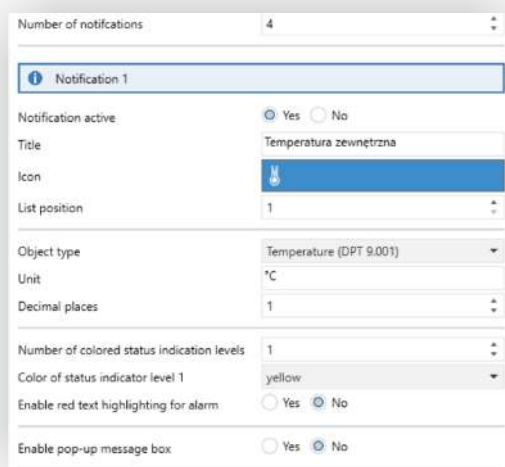 Number of notifcations 4
Notification 1
Notification active Yes No
Title Temperatura zewnętrzna
Icon
List position 1
Object type Temperature (DPT 9.001)
Unit °C
Decimal places 1
Number of colored status indication levels 1
Color of status indicator level 1 yellow
Enable red text highlighting for alarm Yes No
Enable pop-up message box Yes No